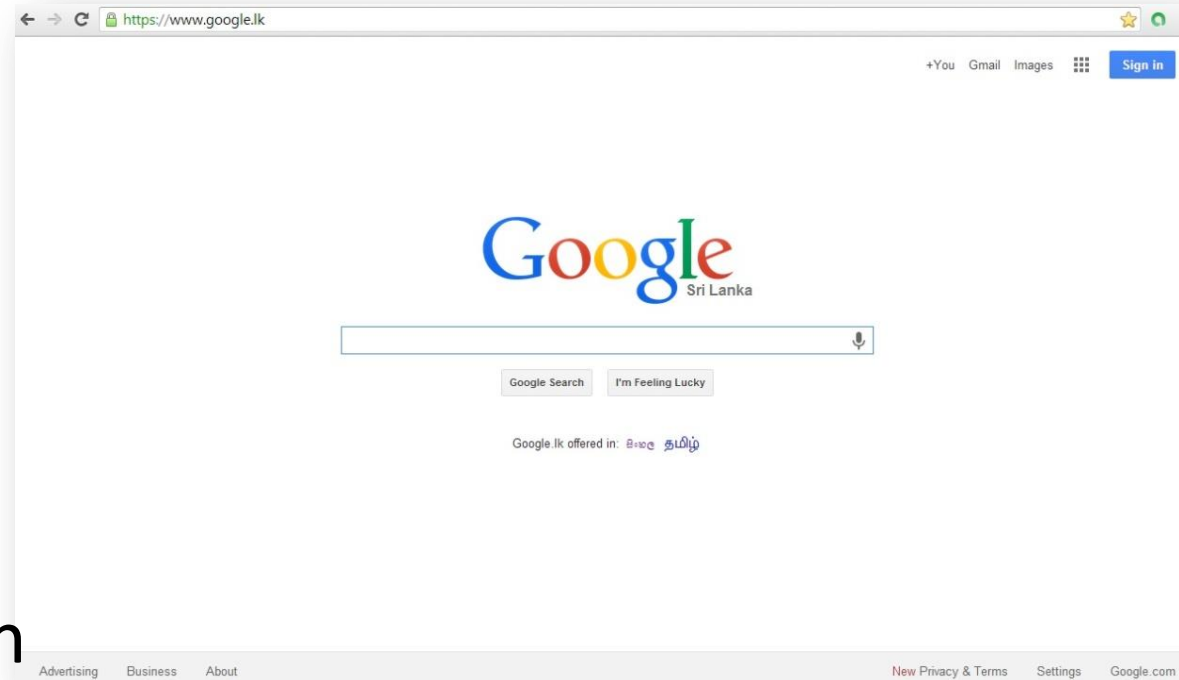 https://www.google.lk
+You Gmail Images Sign in
Google
Sri Lanka
Google Search I'm Feeling Lucky
Google.lk offered in: සිංහල தமிழ்
n
Advertising Business About New Privacy & Terms Settings Google.com